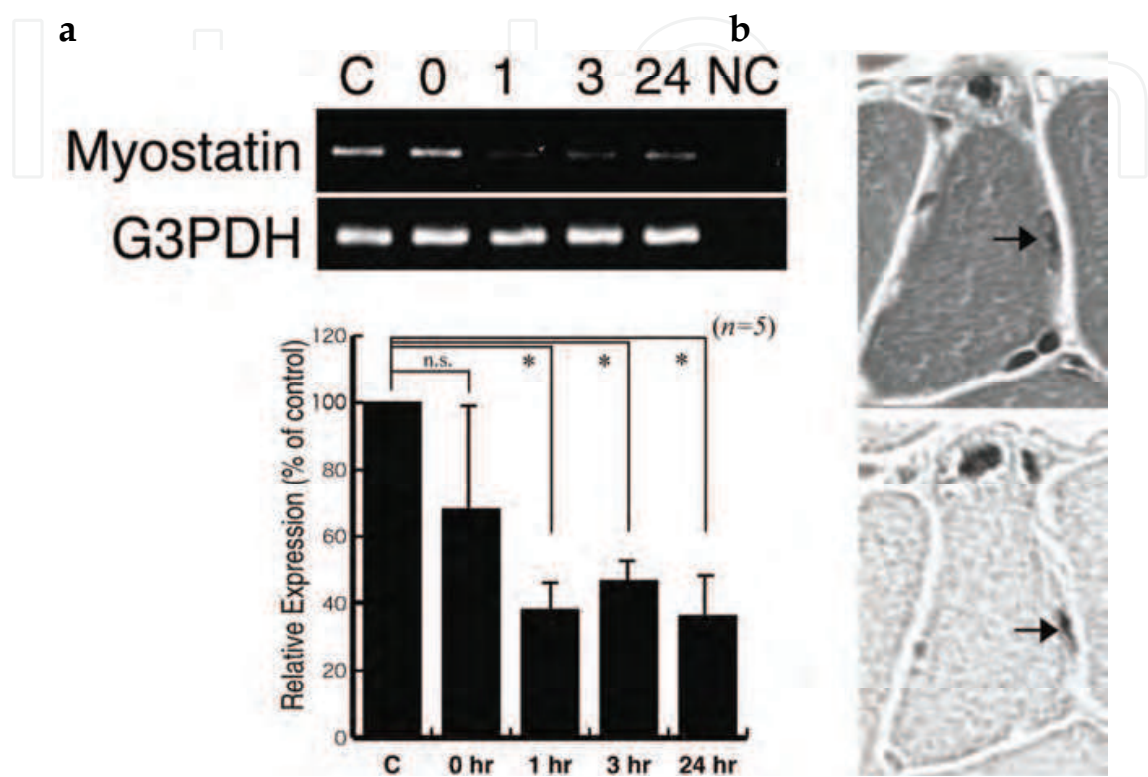 a
b
C 0 1 3 24 NC
Myostatin
G3PDH
(n=5)
n.s. * * *
Relative Expression (% of control)
120
100
80
60
40
20
0
C 0 hr 1 hr 3 hr 24 hr